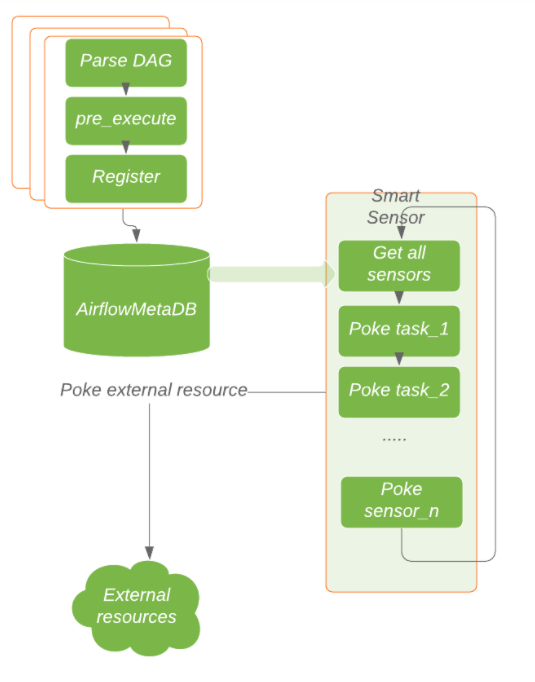 Parse DAG
pre_execute
Register
AirflowMetaDB
Smart
Sensor
Get all
sensors
Poke task_1
Poke task_2
.....
Poke
sensor_n
Poke external resource
External
resources